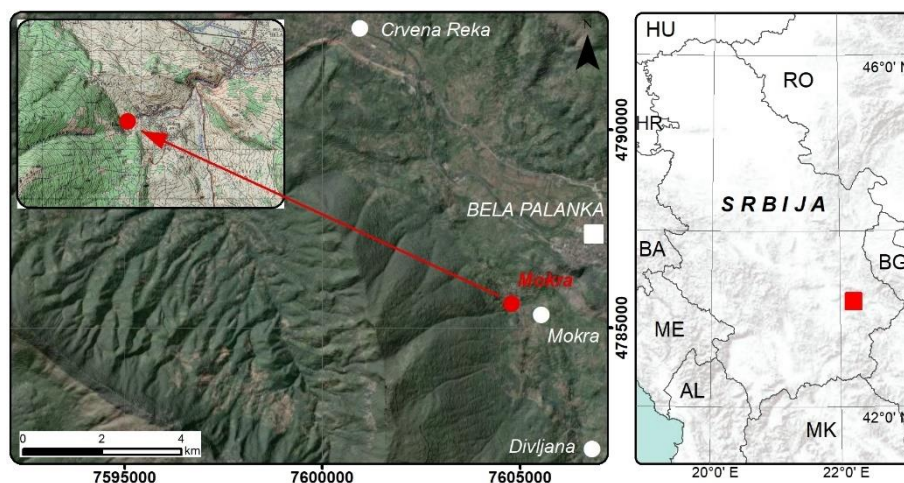 Crvena Reka
N
BELA PALANKA
Mokra
Mokra
Divljana
0 2 4
km
7595000
7600000
7605000
4790000
4785000
HU
RO
HR
SRBIJA
BA
BG
ME
AL
MK
46°0' N
42°0' N
20°0' E
22°0' E